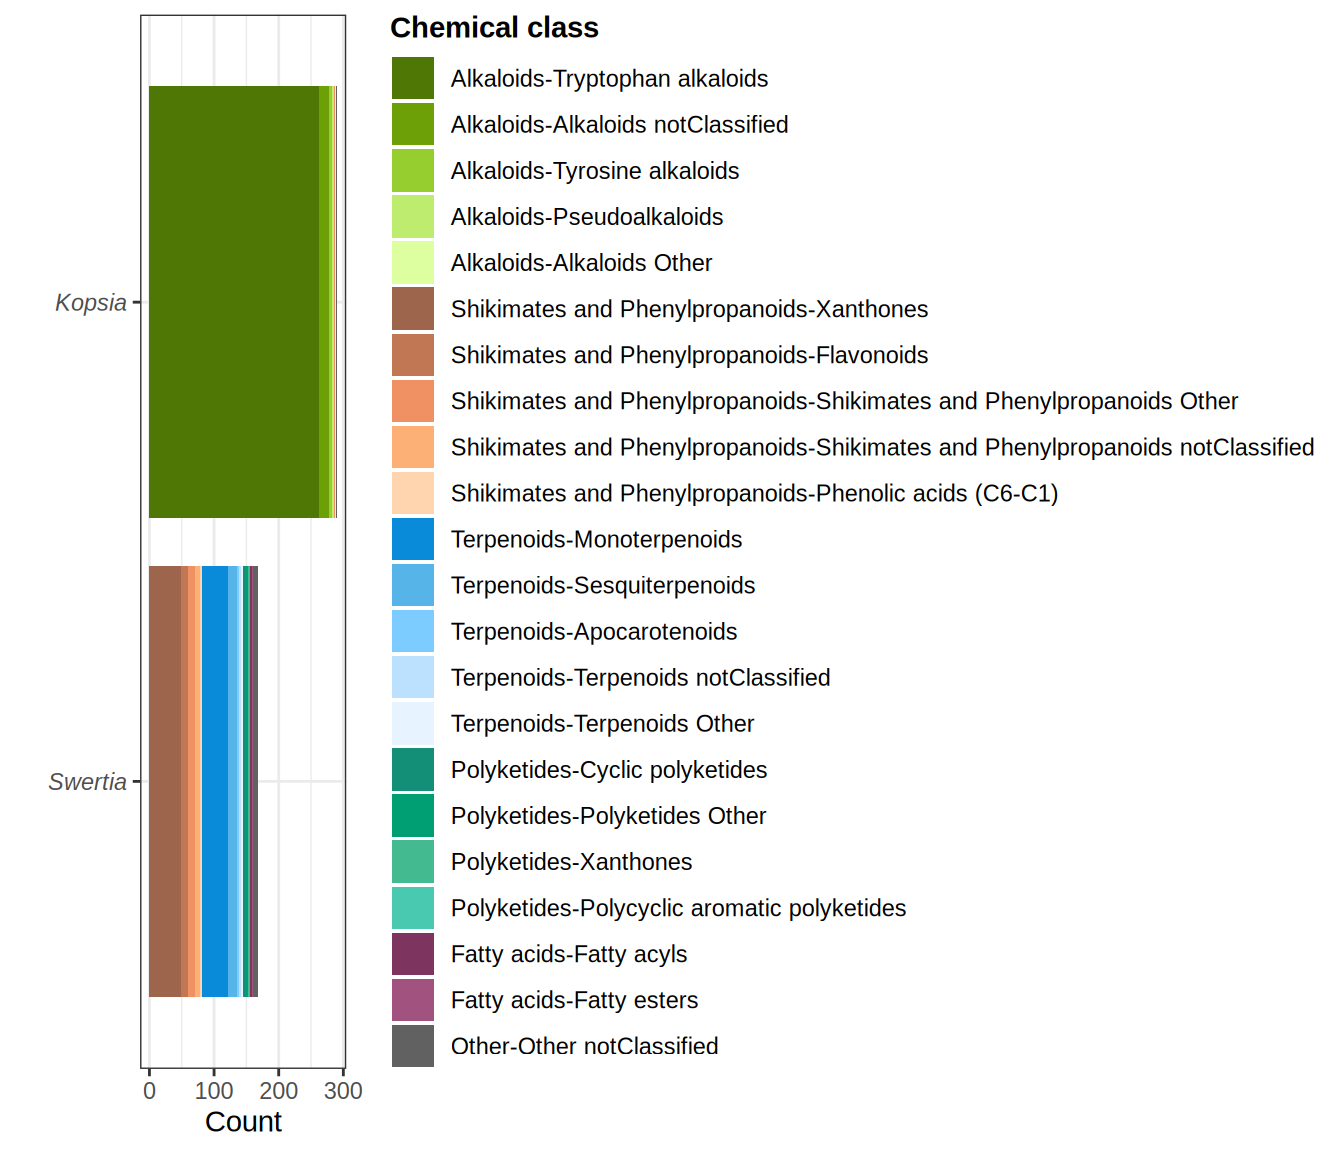 Chemical class
Alkaloids-Tryptophan alkaloids
Alkaloids-Alkaloids notClassified
Alkaloids-Tyrosine alkaloids
Alkaloids-Pseudoalkaloids
Alkaloids-Alkaloids Other
Shikimates and Phenylpropanoids-Xanthones
Shikimates and Phenylpropanoids-Flavonoids
Shikimates and Phenylpropanoids-Shikimates and Phenylpropanoids Other
Shikimates and Phenylpropanoids-Shikimates and Phenylpropanoids notClassified
Shikimates and Phenylpropanoids-Phenolic acids (C6-C1)
Terpenoids-Monoterpenoids
Terpenoids-Sesquiterpenoids
Terpenoids-Apocarotenoids
Terpenoids-Terpenoids notClassified
Terpenoids-Terpenoids Other
Polyketides-Cyclic polyketides
Polyketides-Polyketides Other
Polyketides-Xanthones
Polyketides-Polycyclic aromatic polyketides
Fatty acids-Fatty acyls
Fatty acids-Fatty esters
Other-Other notClassified
Kopsia
Swertia
0 100 200 300
Count